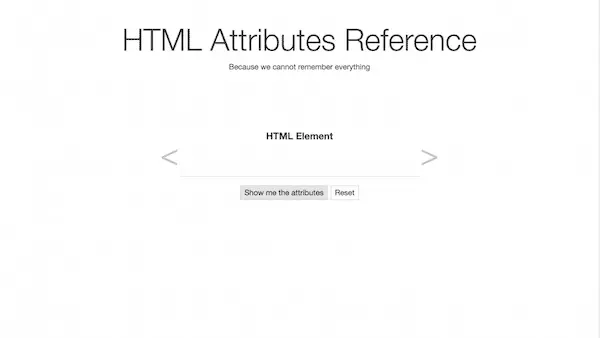 HTML Attributes Reference
Because we cannot remember everything
HTML Element
< >
Show me the attributes Reset